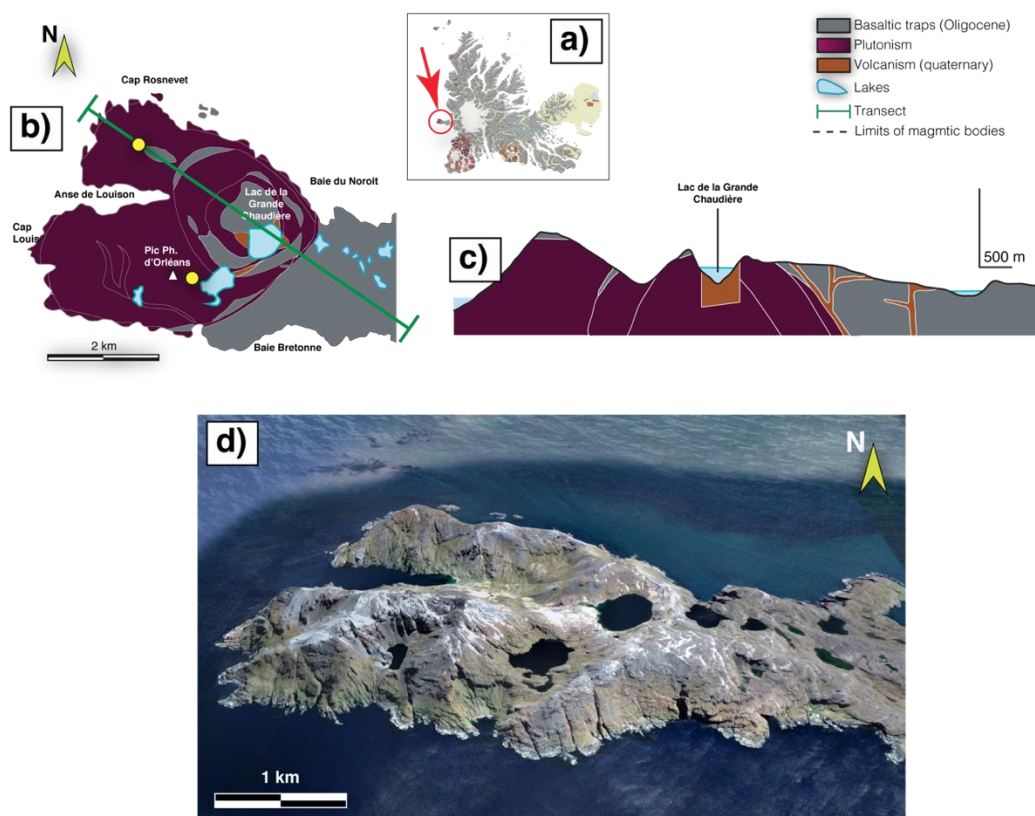 N
Cap Rosnevet
b)
Anse de Louison
Cap
Louis
Pic Ph.
d'Orléans
Lac de la
Grande
Chaudière
Baie du Noroit
Baie Bretonne
2 km
a)
Basaltic traps (Oligocene)
Plutonism
Volcanism (quaternary)
Lakes
Transect
Limits of magmtic bodies
Lac de la Grande
Chaudière
c)
500 m
d)
N
1 km